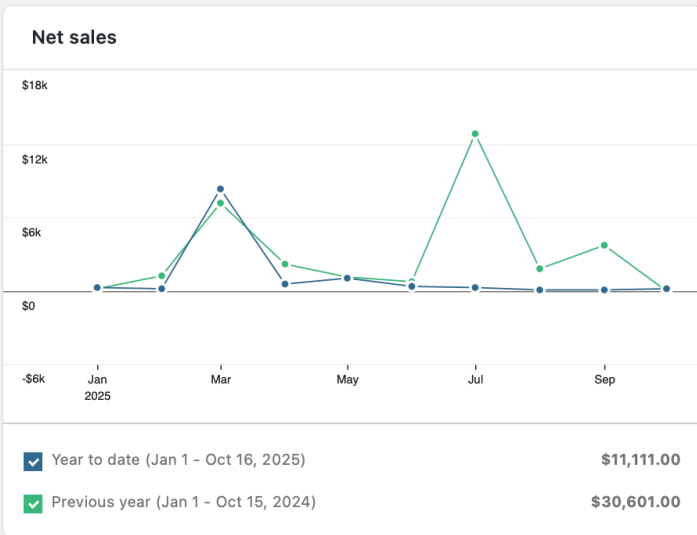 Net sales
$18k
$12k
$6k
$0
-$6k
Jan Mar May Jul Sep
2025
Year to date (Jan 1 - Oct 16, 2025) $11,111.00
Previous year (Jan 1 - Oct 15, 2024) $30,601.00